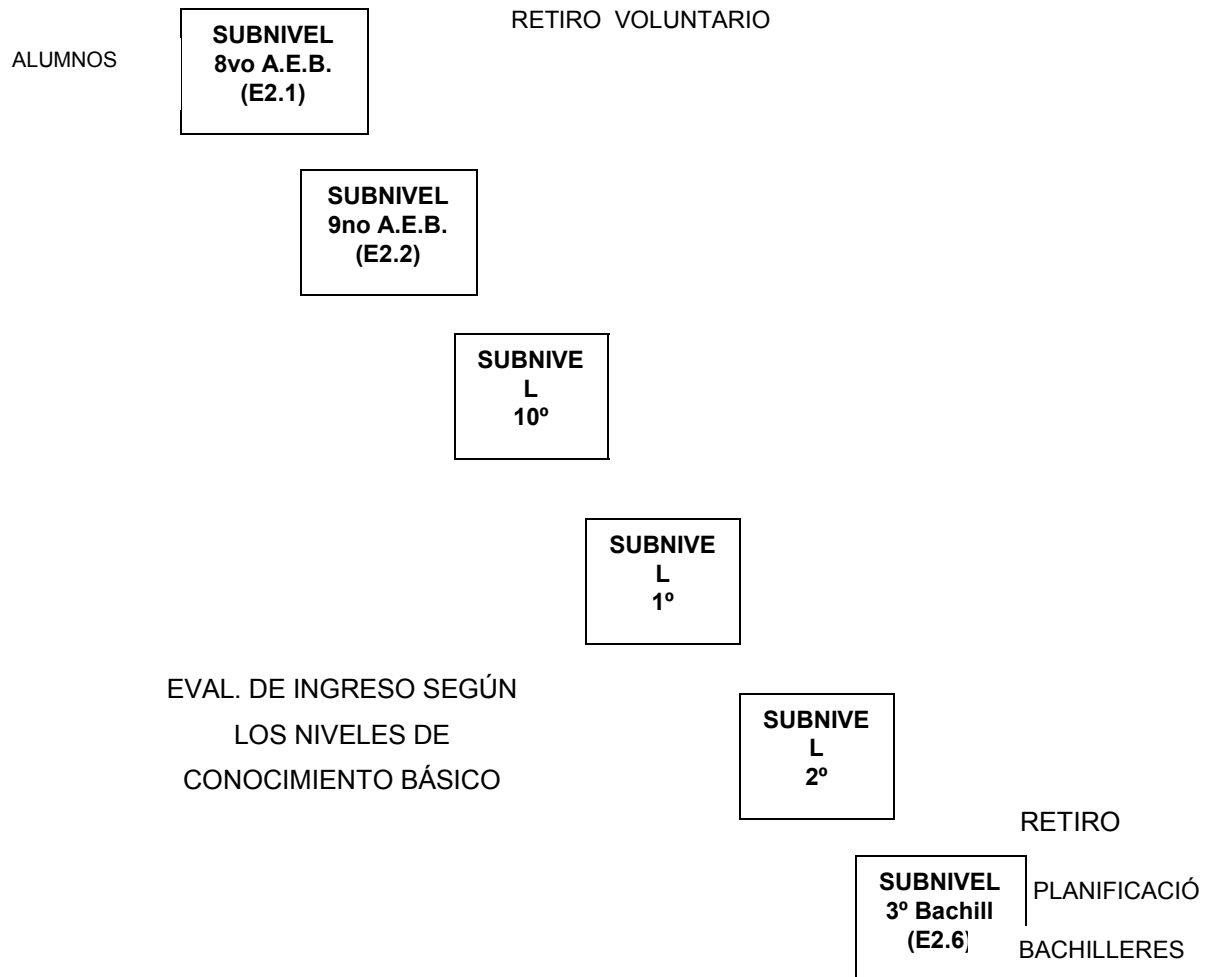 RETIRO VOLUNTARIO
ALUMNOS
SUBNIVEL
8vo A.E.B.
(E2.1)
SUBNIVEL
9no A.E.B.
(E2.2)
SUBNIVE
L
10º
SUBNIVE
L
1º
EVAL. DE INGRESO SEGÚN
LOS NIVELES DE
CONOCIMIENTO BÁSICO
SUBNIVE
L
2º
RETIRO
SUBNIVEL
3º Bachill
(E2.6)
PLANIFICACIÓ
BACHILLERES